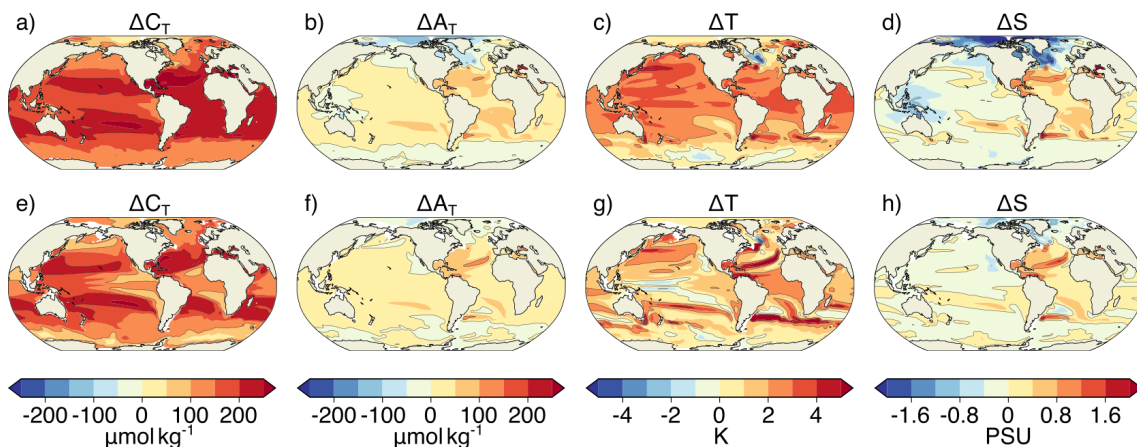 a) ΔC_T b) ΔA_T c) ΔT d) ΔS
e) ΔC_T f) ΔA_T g) ΔT h) ΔS
-200 -100 0 100 200 -200 -100 0 100 200 -4 -2 0 2 4 -1.6 -0.8 0 0.8 1.6
μmol kg⁻¹ μmol kg⁻¹ K PSU